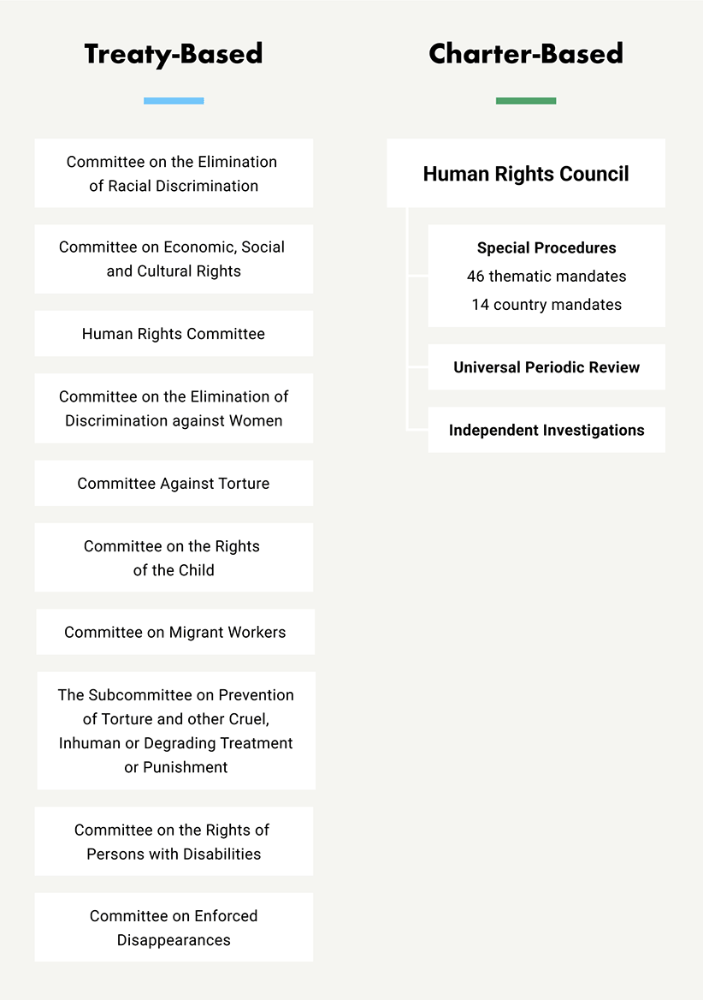 Treaty-Based
Committee on the Elimination
of Racial Discrimination
Committee on Economic, Social
and Cultural Rights
Human Rights Committee
Committee on the Elimination of
Discrimination against Women
Committee Against Torture
Committee on the Rights
of the Child
Committee on Migrant Workers
The Subcommittee on Prevention
of Torture and other Cruel,
Inhuman or Degrading Treatment
or Punishment
Committee on the Rights of
Persons with Disabilities
Committee on Enforced
Disappearances
Charter-Based
Human Rights Council
Special Procedures
46 thematic mandates
14 country mandates
Universal Periodic Review
Independent Investigations